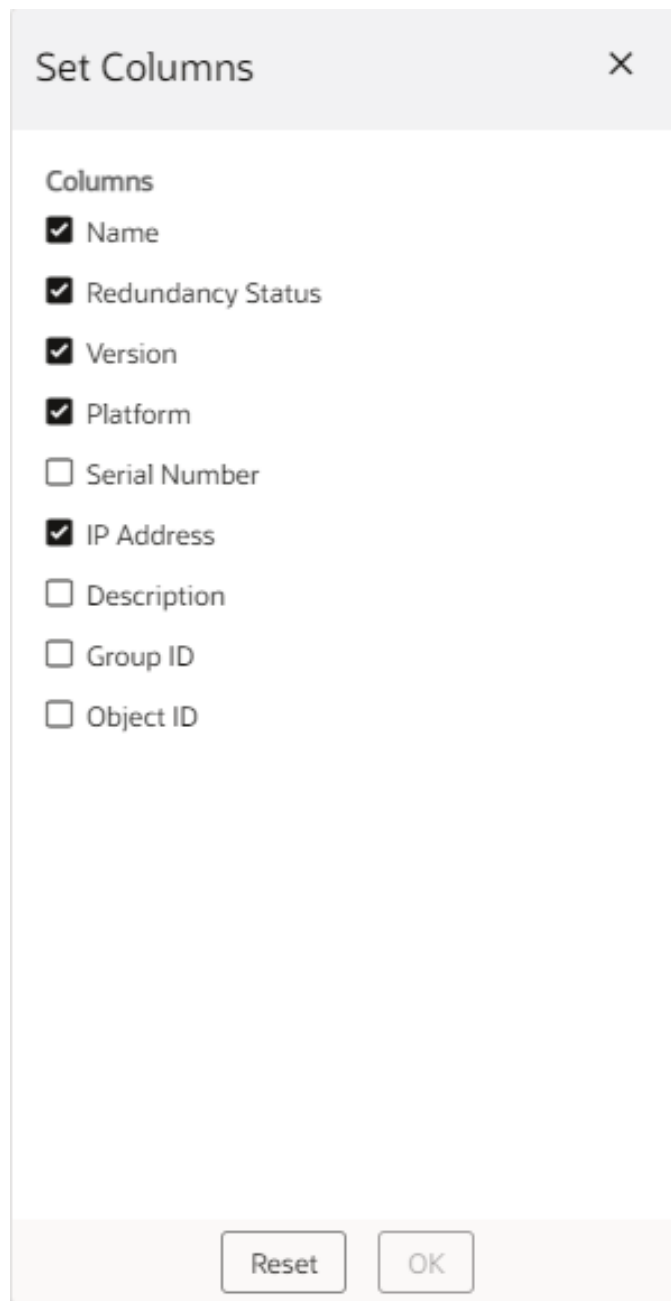 Set Columns
Columns
Name
Redundancy Status
Version
Platform
Serial Number
IP Address
Description
Group ID
Object ID
Reset OK